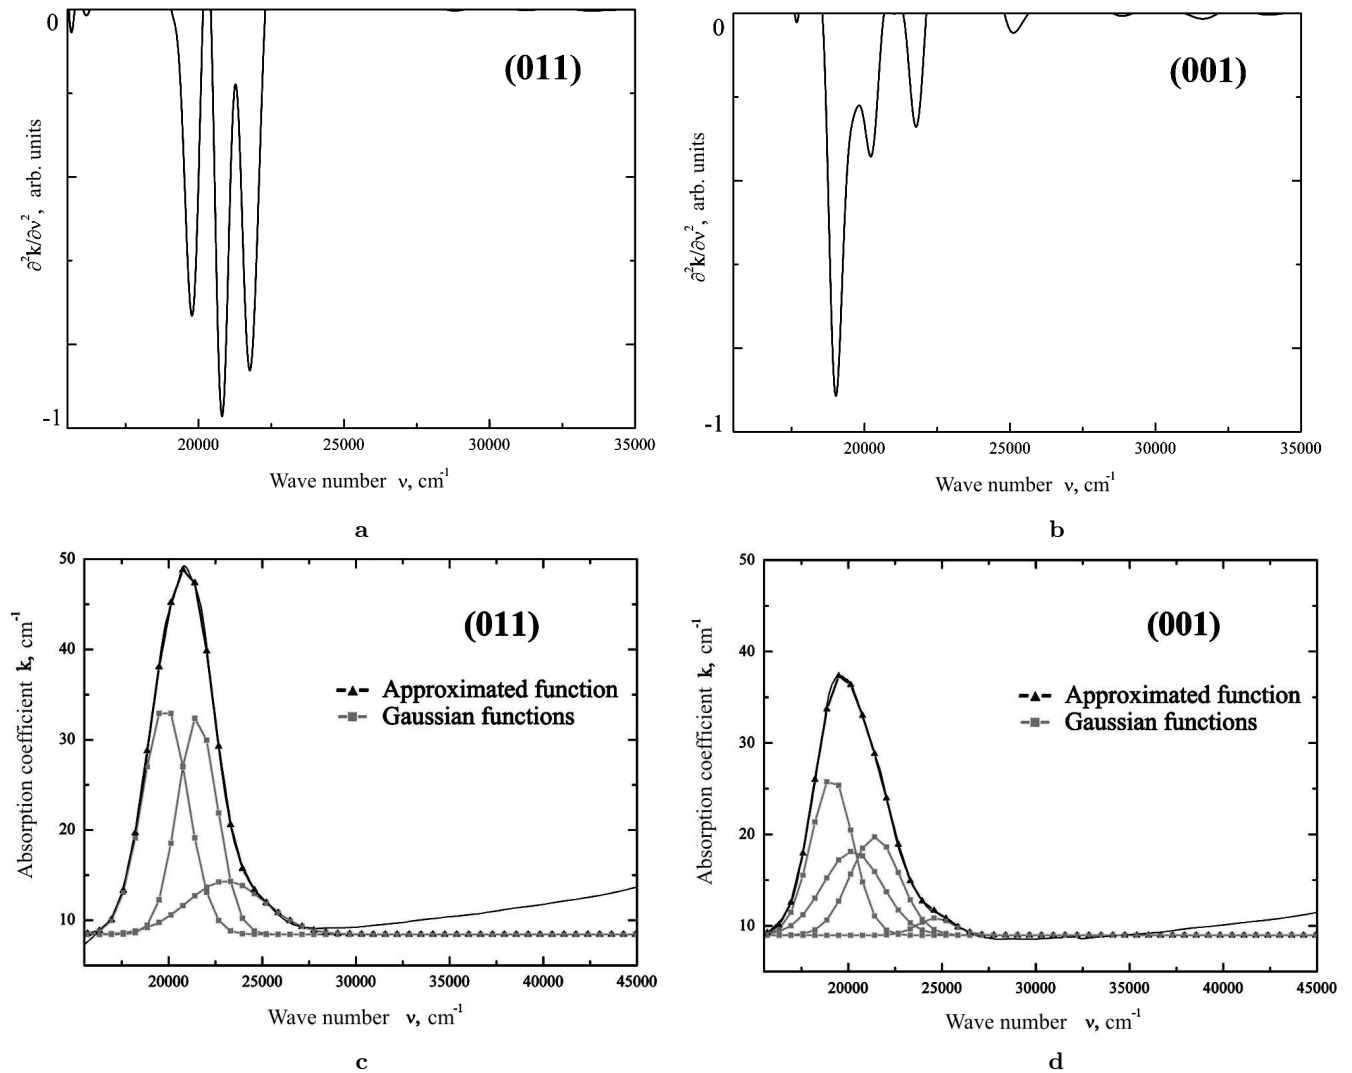 0
(011)
∂²k/∂ν², arb. units
-1
20000 25000 30000 35000
Wave number ν, cm⁻¹
a
0
(001)
∂²k/∂ν², arb. units
-1
20000 25000 30000 35000
Wave number ν, cm⁻¹
b
50
40
30
20
10
(011)
Approximated function
Gaussian functions
Absorption coefficient k, cm⁻¹
20000 25000 30000 35000 40000 45000
Wave number ν, cm⁻¹
c
50
40
30
20
10
(001)
Approximated function
Gaussian functions
Absorption coefficient k, cm⁻¹
20000 25000 30000 35000 40000 45000
Wave number ν, cm⁻¹
d